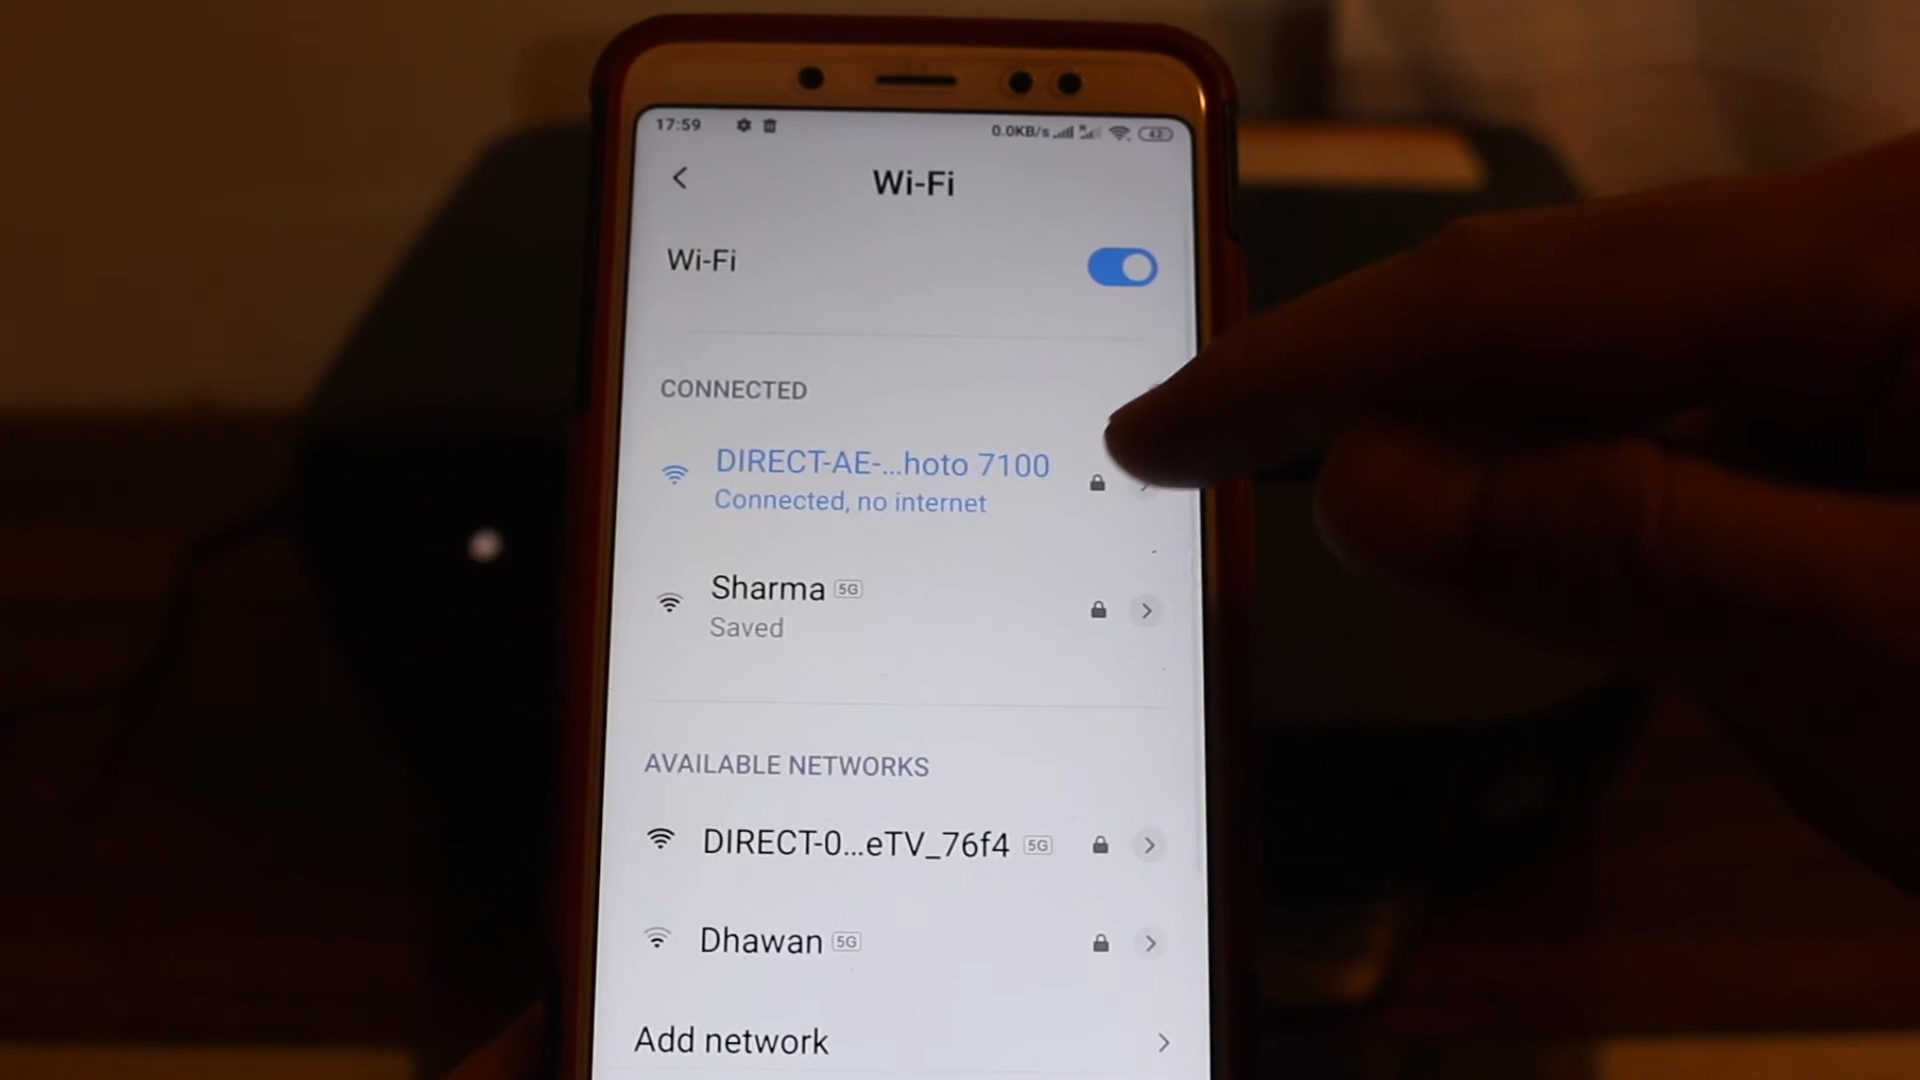 17:59 0.0KB/s 42
Wi-Fi
Wi-Fi
CONNECTED
DIRECT-AE-...hoto 7100
Connected, no internet
Sharma 5G
Saved
AVAILABLE NETWORKS
DIRECT-0...eTV_76f4 5G
Dhawan 5G
Add network